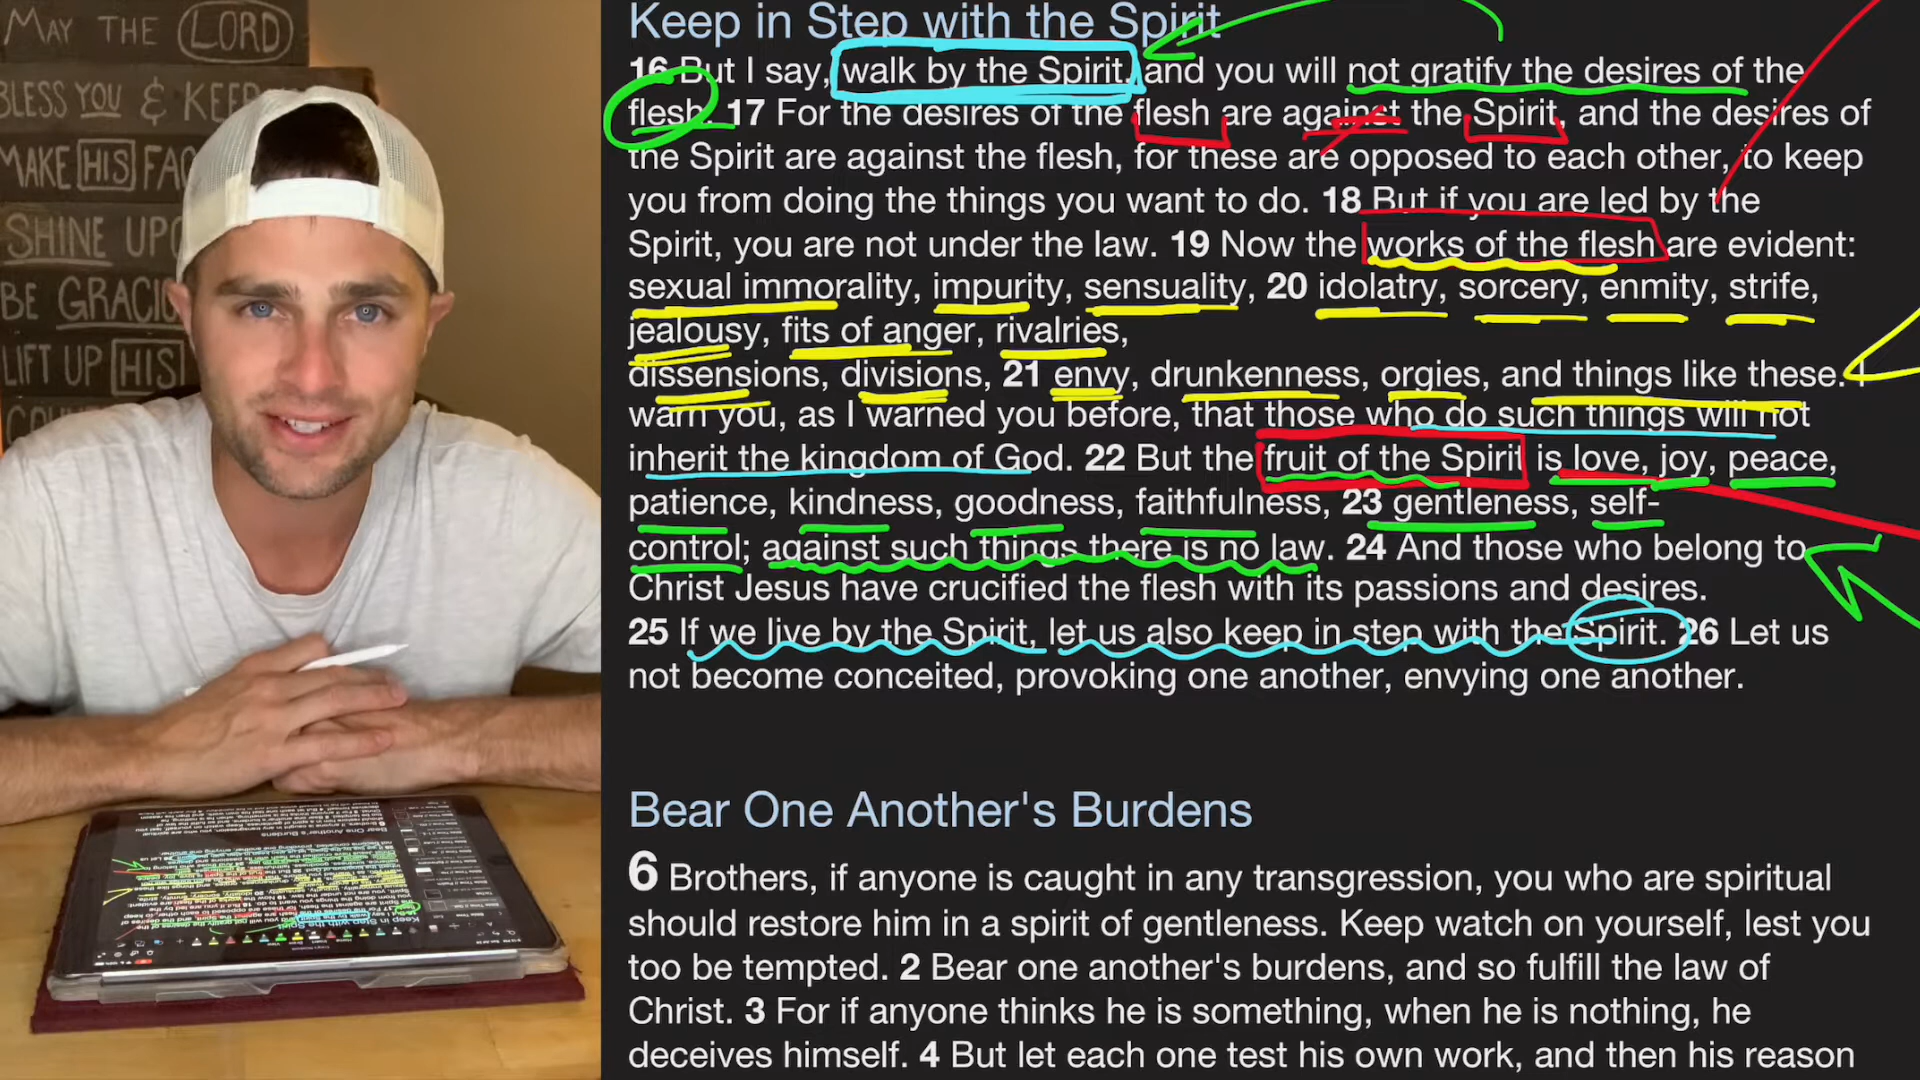 MAY THE LORD
BLESS YOU & KEEP
MAKE HIS FAC
SHINE UPO
BE GRACIO
LIFT UP HIS
COUN
Keep in Step with the Spirit
16 But I say, walk by the Spirit, and you will not gratify the desires of the
flesh. 17 For the desires of the flesh are against the Spirit, and the desires of
the Spirit are against the flesh, for these are opposed to each other, to keep
you from doing the things you want to do. 18 But if you are led by the
Spirit, you are not under the law. 19 Now the works of the flesh are evident:
sexual immorality, impurity, sensuality, 20 idolatry, sorcery, enmity, strife,
jealousy, fits of anger, rivalries,
dissensions, divisions, 21 envy, drunkenness, orgies, and things like these. I
warn you, as I warned you before, that those who do such things will not
inherit the kingdom of God. 22 But the fruit of the Spirit is love, joy, peace,
patience, kindness, goodness, faithfulness, 23 gentleness, self-
control; against such things there is no law. 24 And those who belong to
Christ Jesus have crucified the flesh with its passions and desires.
25 If we live by the Spirit, let us also keep in step with the Spirit. 26 Let us
not become conceited, provoking one another, envying one another.
Bear One Another's Burdens
6 Brothers, if anyone is caught in any transgression, you who are spiritual
should restore him in a spirit of gentleness. Keep watch on yourself, lest you
too be tempted. 2 Bear one another's burdens, and so fulfill the law of
Christ. 3 For if anyone thinks he is something, when he is nothing, he
deceives himself. 4 But let each one test his own work, and then his reason